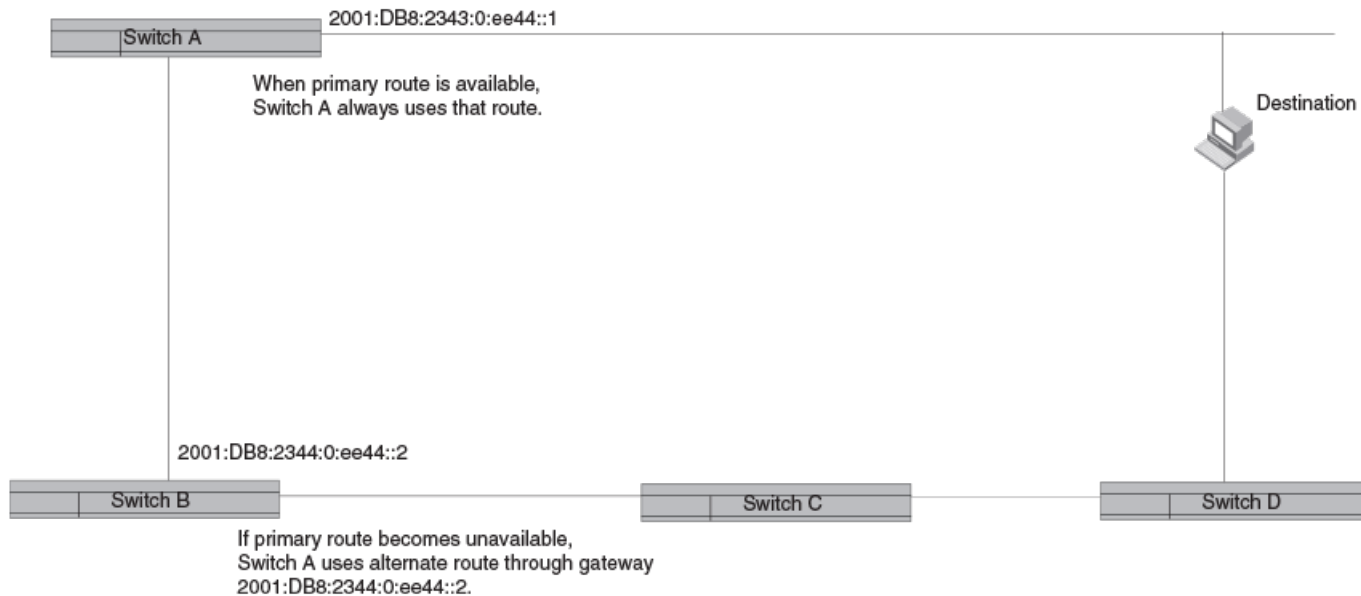 2001:DB8:2343:0:ee44::1
Switch A
When primary route is available,
Switch A always uses that route.
Destination
2001:DB8:2344:0:ee44::2
Switch B
Switch C
Switch D
If primary route becomes unavailable,
Switch A uses alternate route through gateway
2001:DB8:2344:0:ee44::2.